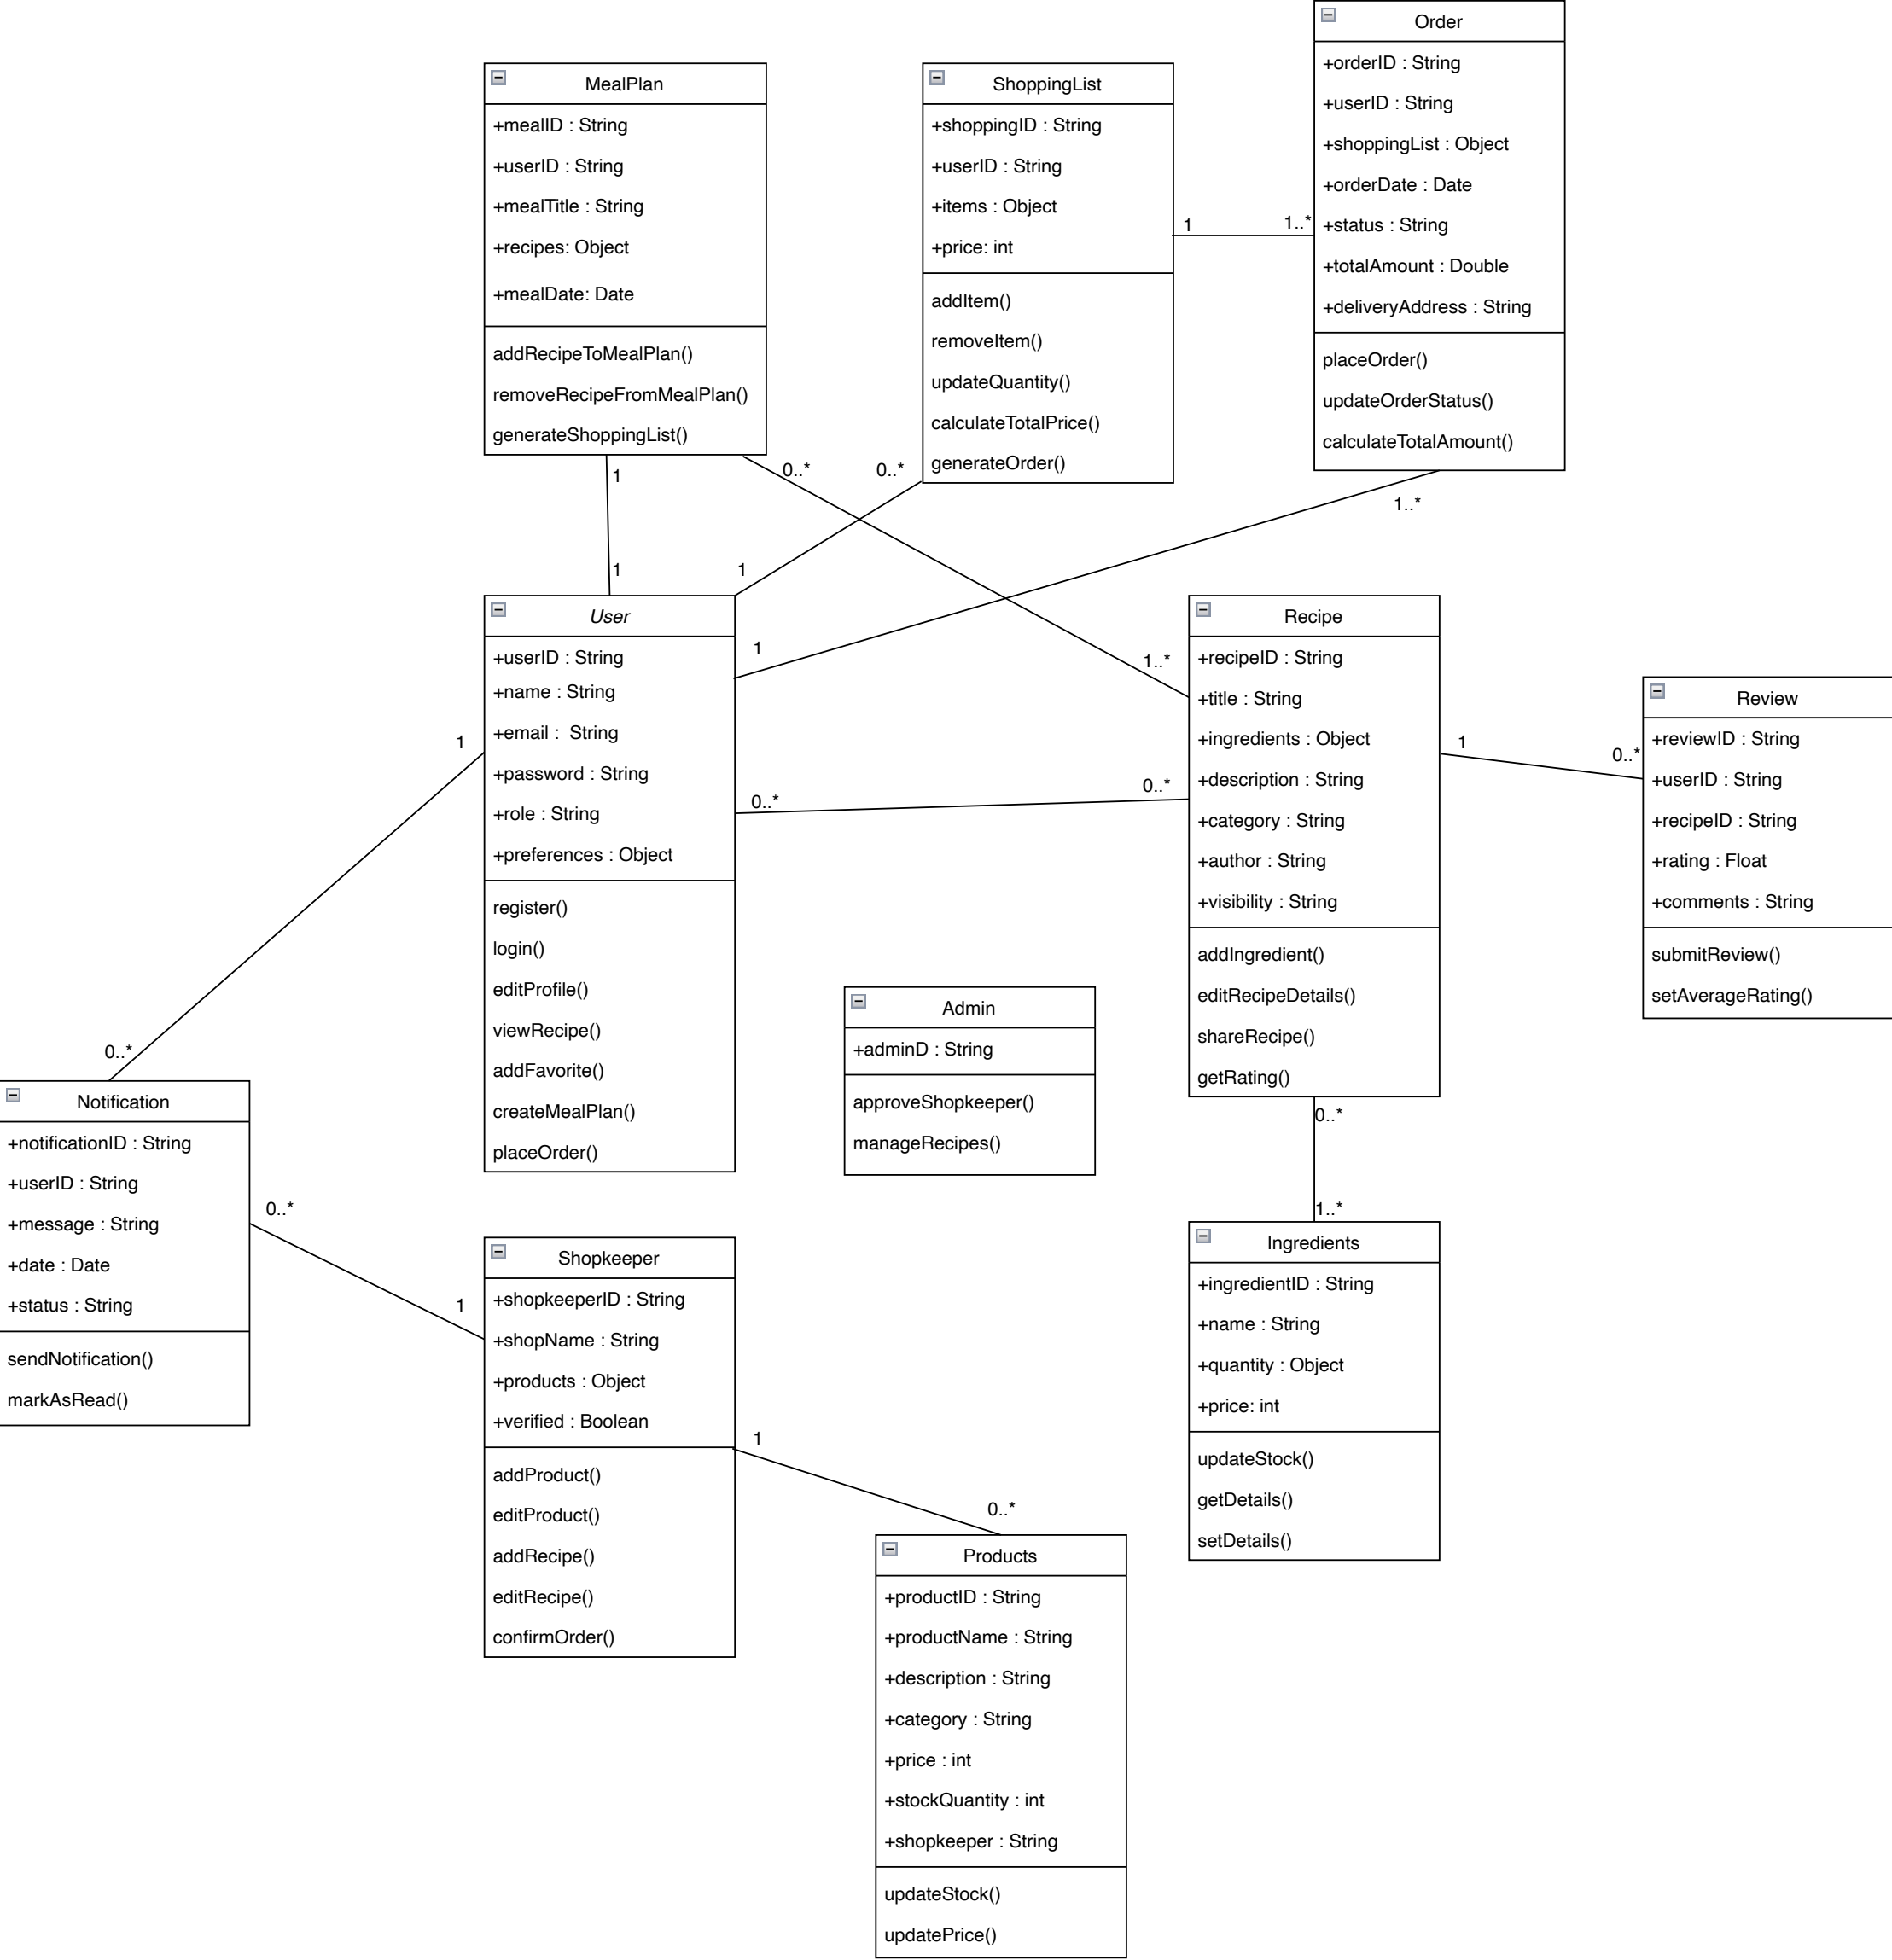 Order
+orderID : String
+userID : String
+shoppingList : Object
+orderDate : Date
+status : String
+totalAmount : Double
+deliveryAddress : String
placeOrder()
updateOrderStatus()
calculateTotalAmount()
MealPlan
+mealID : String
+userID : String
+mealTitle : String
+recipes: Object
+mealDate: Date
addRecipeToMealPlan()
removeRecipeFromMealPlan()
generateShoppingList()
ShoppingList
+shoppingID : String
+userID : String
+items : Object
+price: int
addItem()
removeItem()
updateQuantity()
calculateTotalPrice()
generateOrder()
1
1..*
1
1
0..*
1..*
0..*
1
1..*
1
User
+userID : String
+name : String
+email :  String
+password : String
+role : String
+preferences : Object
register()
login()
editProfile()
viewRecipe()
addFavorite()
createMealPlan()
placeOrder()
0..*
0..*
Recipe
+recipeID : String
+title : String
+ingredients : Object
+description : String
+category : String
+author : String
+visibility : String
addIngredient()
editRecipeDetails()
shareRecipe()
getRating()
1
0..*
Review
+reviewID : String
+userID : String
+recipeID : String
+rating : Float
+comments : String
submitReview()
setAverageRating()
Admin
+adminD : String
approveShopkeeper()
manageRecipes()
1
0..*
Notification
+notificationID : String
+userID : String
+message : String
+date : Date
+status : String
sendNotification()
markAsRead()
0..*
1
Shopkeeper
+shopkeeperID : String
+shopName : String
+products : Object
+verified : Boolean
addProduct()
editProduct()
addRecipe()
editRecipe()
confirmOrder()
0..*
1..*
Ingredients
+ingredientID : String
+name : String
+quantity : Object
+price: int
updateStock()
getDetails()
setDetails()
1
0..*
Products
+productID : String
+productName : String
+description : String
+category : String
+price : int
+stockQuantity : int
+shopkeeper : String
updateStock()
updatePrice()